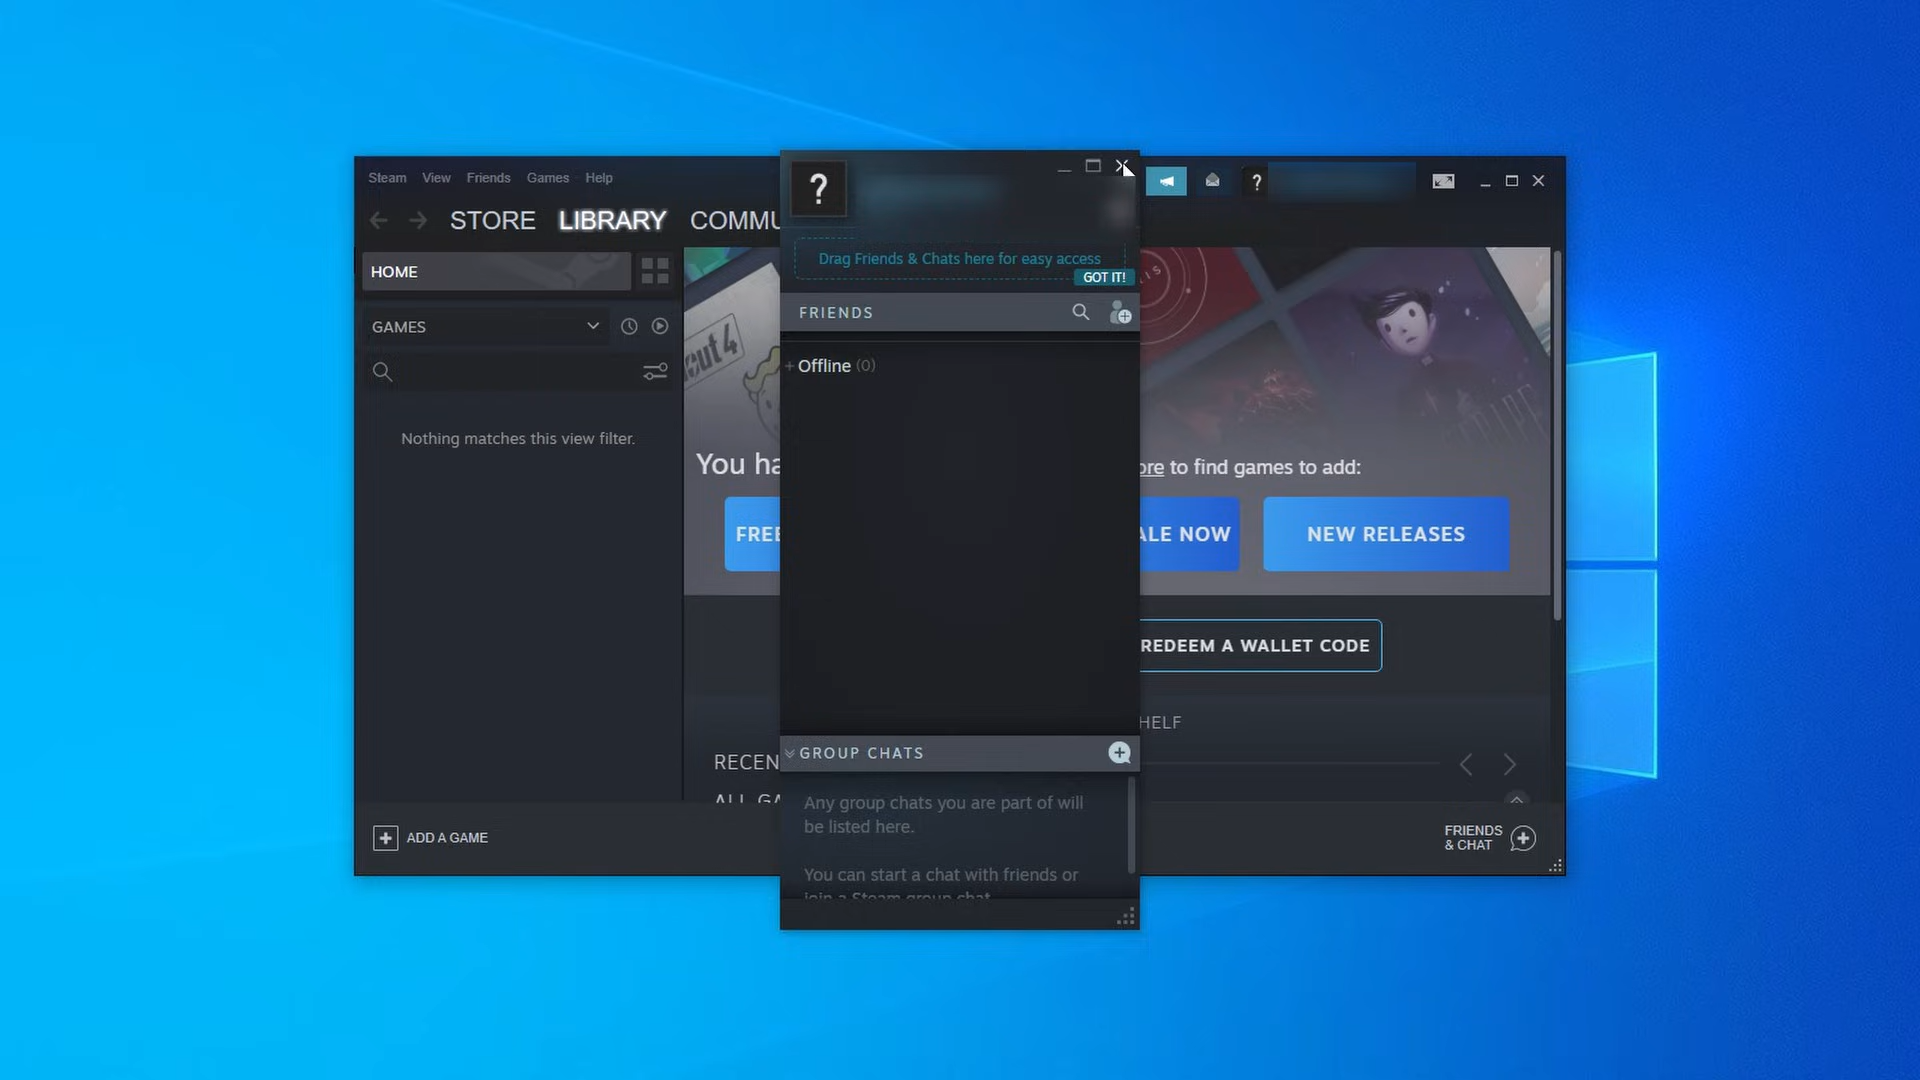 Steam View Friends Games Help
STORE LIBRARY COMMU
HOME
GAMES
Nothing matches this view filter.
ADD A GAME
?
Drag Friends & Chats here for easy access
GOT IT!
FRIENDS
+ Offline (0)
GROUP CHATS
Any group chats you are part of will
be listed here.
You can start a chat with friends or
join a Steam group chat
?
out 4
You ha
ore to find games to add:
FREE
ALE NOW
NEW RELEASES
REDEEM A WALLET CODE
HELF
RECEN
ALL GA
FRIENDS
& CHAT